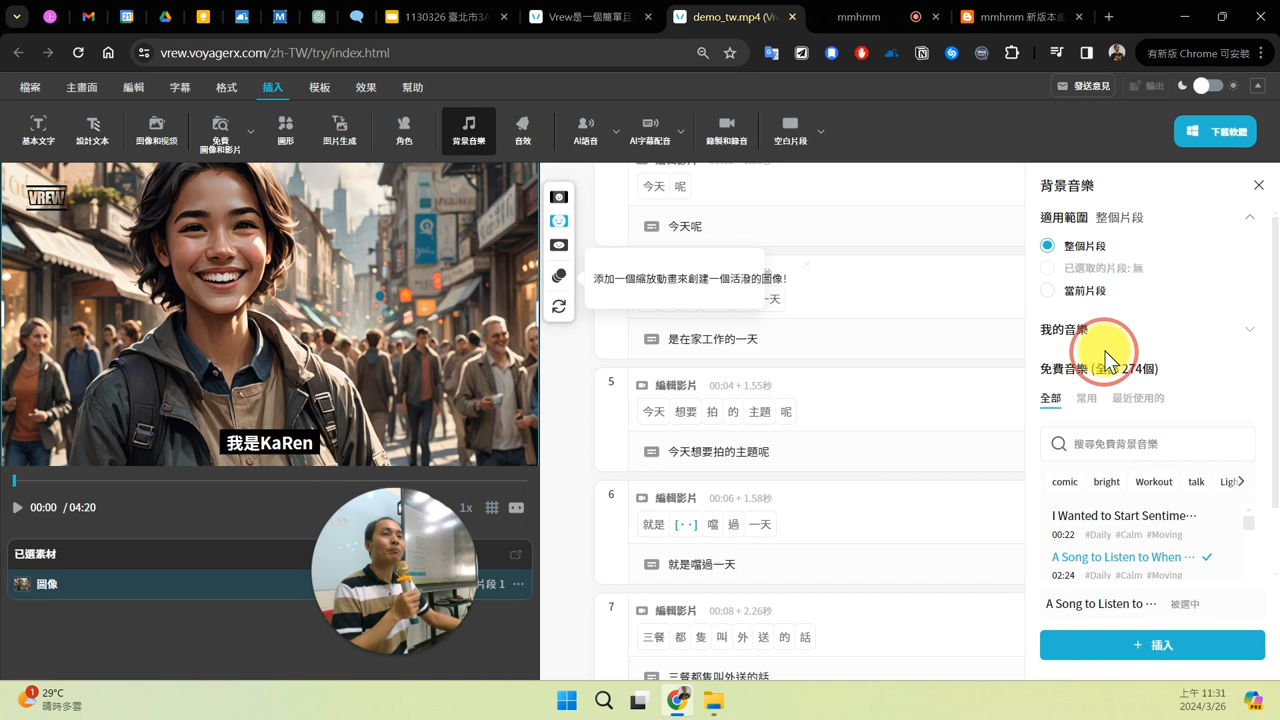 1130326 臺北市3A
Vrew是一個簡單且
demo_tw.mp4 (Vr
mmhmm
mmhmm 新版本虛
vrew.voyagerx.com/zh-TW/try/index.html
有新版 Chrome 可安裝
檔案 主畫面 編輯 字幕 格式 插入 模板 效果 幫助
發送意見 輸出
基本文字 設計文本 图像和视频 免費 圖像和影片 圖形 图片生成 角色 背景音樂 音效 AI語音 AI字幕配音 錄製和錄音 空白片段 下載軟體
VREW
我是KaRen
00:00 / 04:20 1x
已選素材
圖像 片段 1
今天 呢
今天呢
添加一個縮放動畫來創建一個活潑的圖像!
一天
是在家工作的一天
5 編輯影片 00:04 + 1.55秒
今天 想要 拍 的 主題 呢
今天想要拍的主題呢
6 編輯影片 00:06 + 1.58秒
就是 [··] 噹 過 一天
就是噹過一天
7 編輯影片 00:08 + 2.26秒
三餐 都 隻 叫 外 送 的 話
三餐都隻叫外送的話
背景音樂
適用範圍 整個片段
整個片段
已選取的片段: 無
當前片段
我的音樂
免費音樂 (全 274個)
全部 常用 最近使用的
搜尋免費背景音樂
comic bright Workout talk Ligh
I Wanted to Start Sentime…
00:22 #Daily #Calm #Moving
A Song to Listen to When …
02:24 #Daily #Calm #Moving
A Song to Listen to … 被選中
+ 插入
1 29°C
晴時多雲
上午 11:31
2024/3/26
PRE